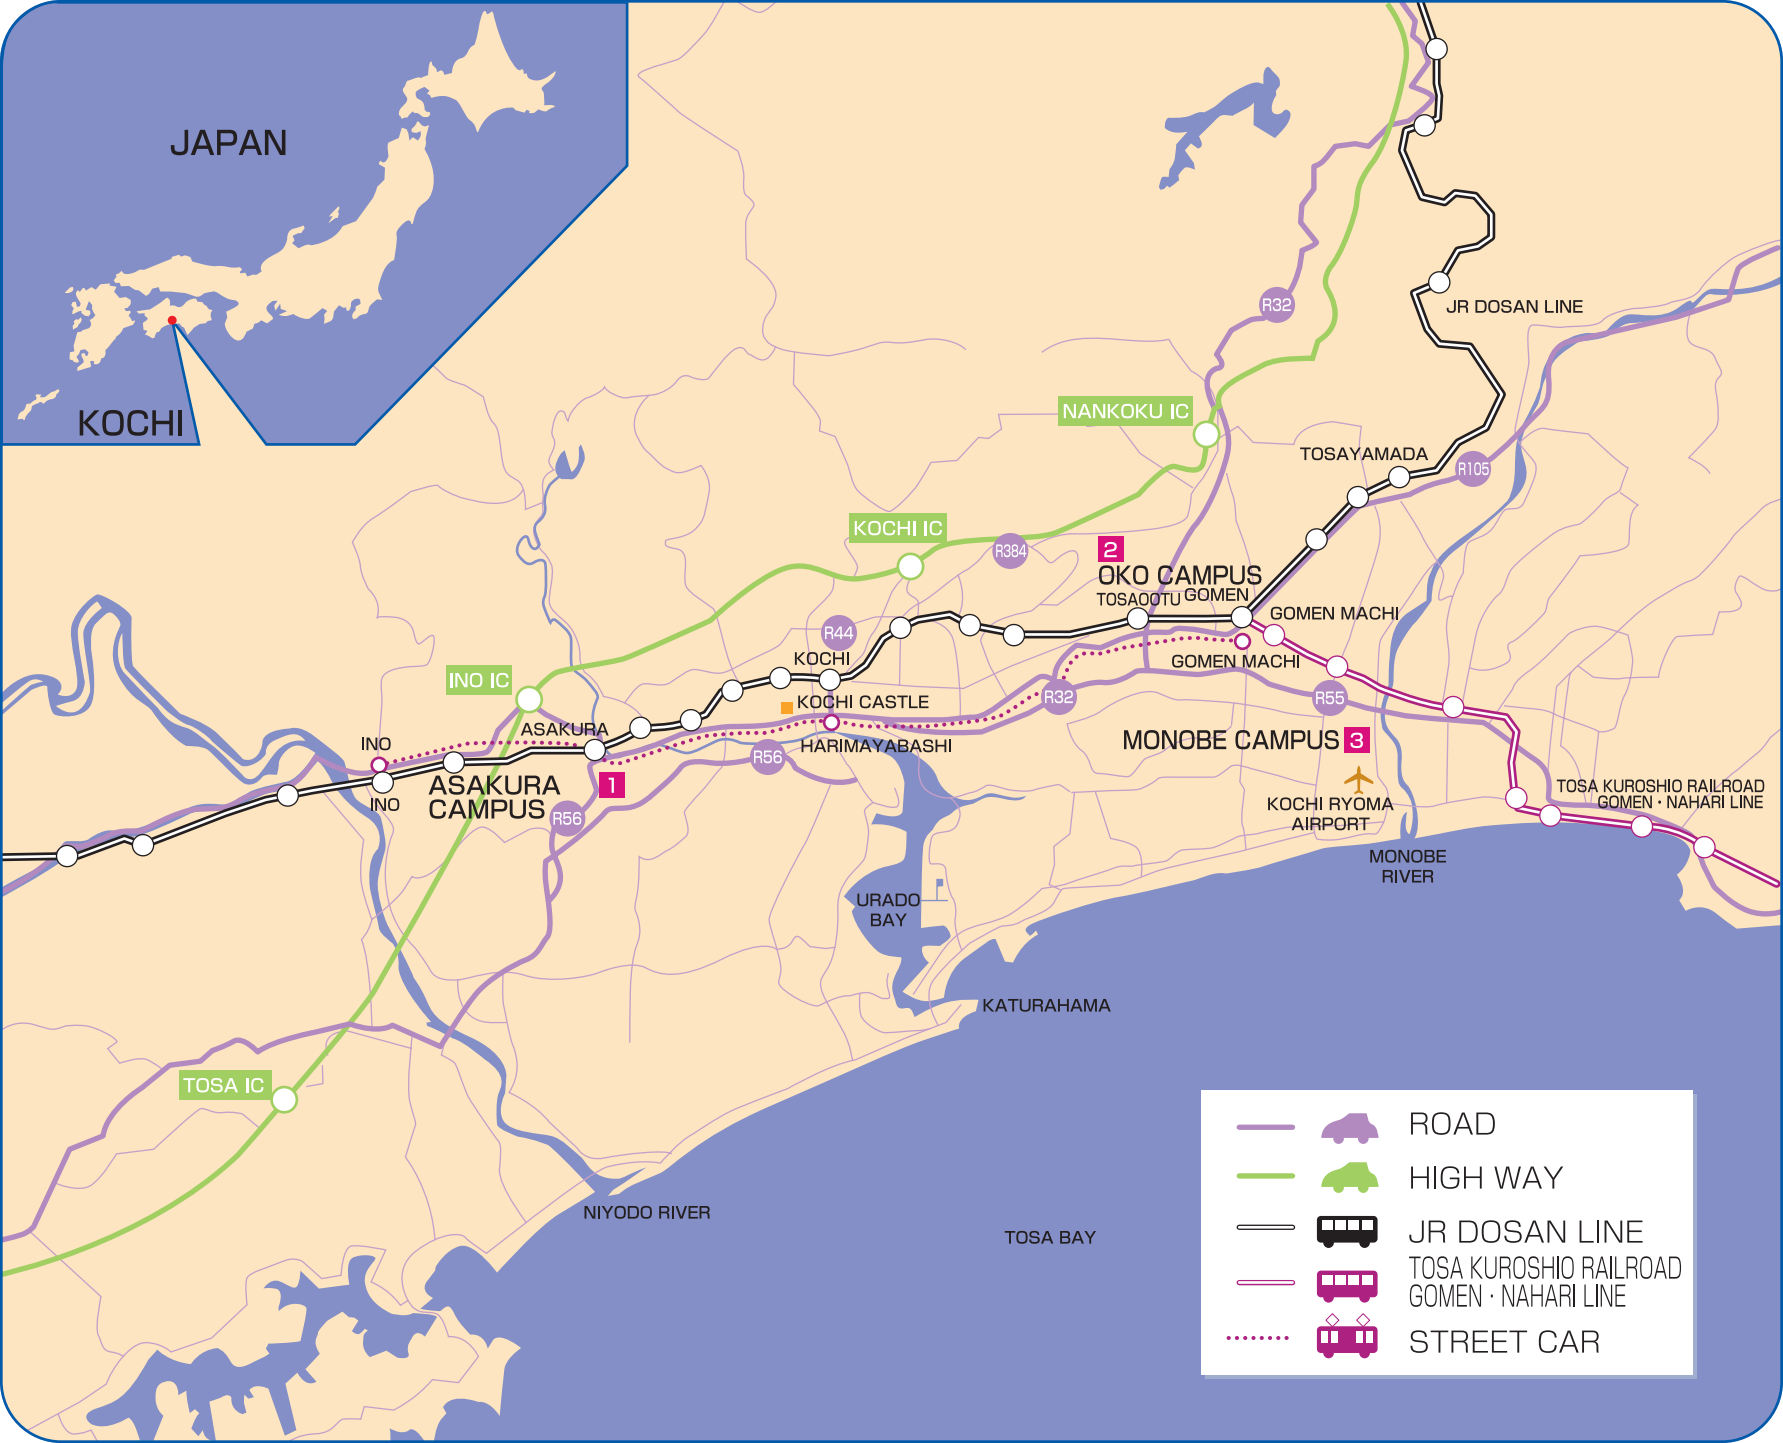 JAPAN
KOCHI
R32
JR DOSAN LINE
NANKOKU IC
TOSAYAMADA
R105
KOCHI IC
R384
2
OKO CAMPUS
TOSAOOTU
GOMEN
GOMEN MACHI
R44
KOCHI
GOMEN MACHI
INO IC
KOCHI CASTLE
R32
R55
ASAKURA
INO
HARIMAYABASHI
R56
MONOBE CAMPUS 3
INO
ASAKURA
CAMPUS
1
R56
KOCHI RYOMA
AIRPORT
TOSA KUROSHIO RAILROAD
GOMEN・NAHARI LINE
MONOBE
RIVER
URADO
BAY
KATURAHAMA
TOSA IC
NIYODO RIVER
TOSA BAY
ROAD
HIGH WAY
JR DOSAN LINE
TOSA KUROSHIO RAILROAD
GOMEN・NAHARI LINE
STREET CAR